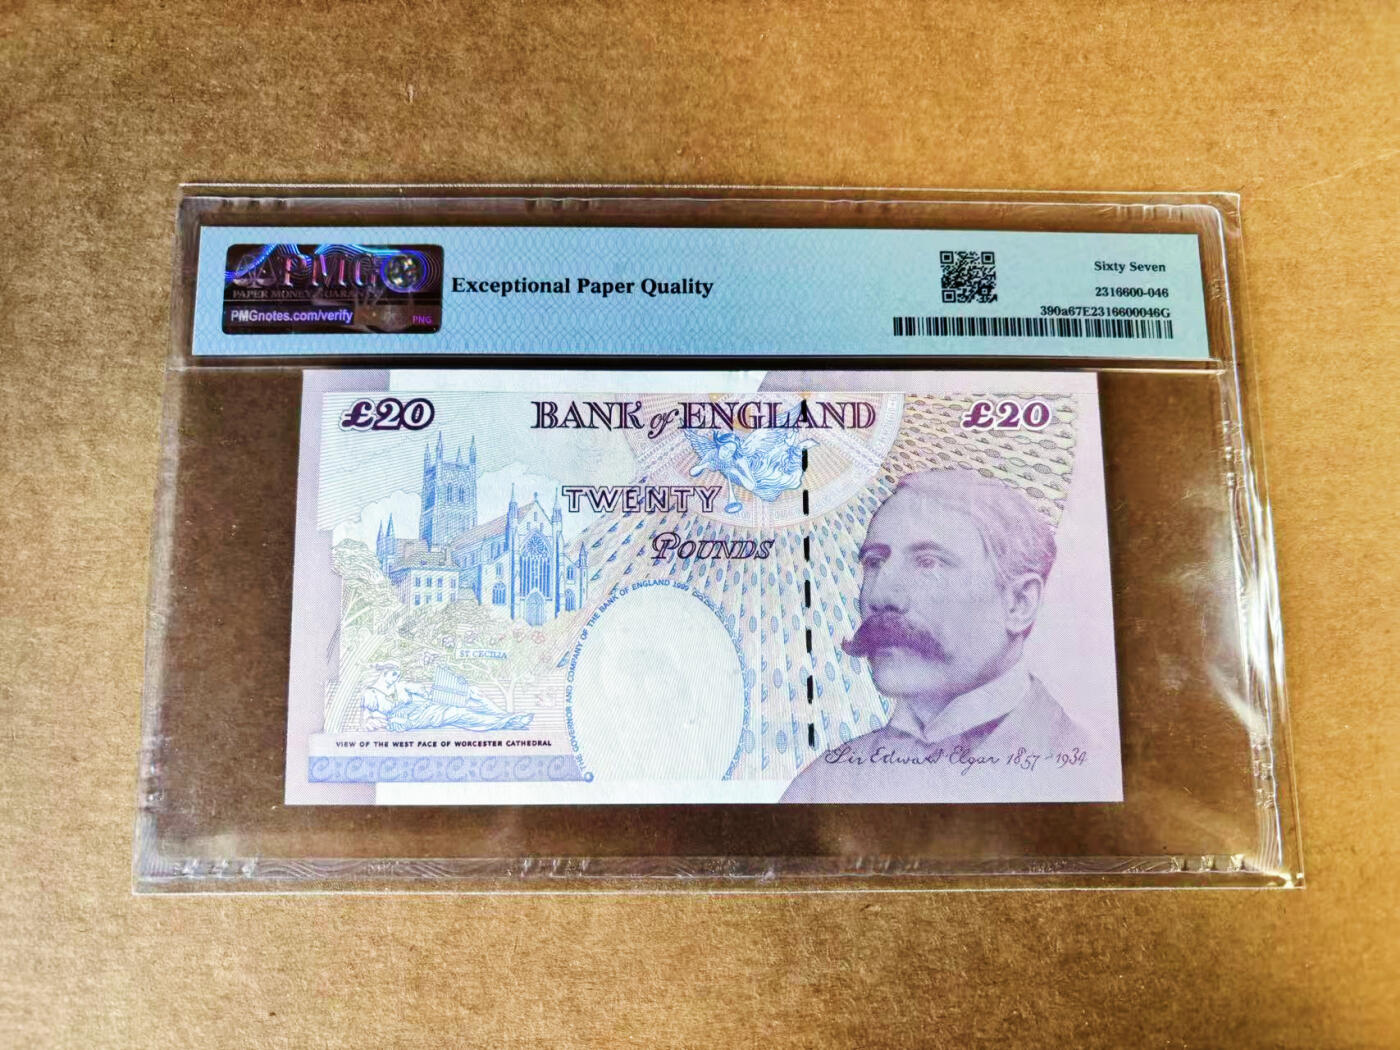 PMG
PAPER MONEY GUARAN
PMGnotes.com/verify
PNG
Exceptional Paper Quality
Sixty Seven
2316600-046
390a67E2316600046G
£20
BANK of ENGLAND
£20
TWENTY
POUNDS
THE GOVERNOR AND COMPANY OF THE BANK OF ENGLAND 1999
ST. CECILIA
VIEW OF THE WEST FACE OF WORCESTER CATHEDRAL
Sir Edward Elgar 1857-1934